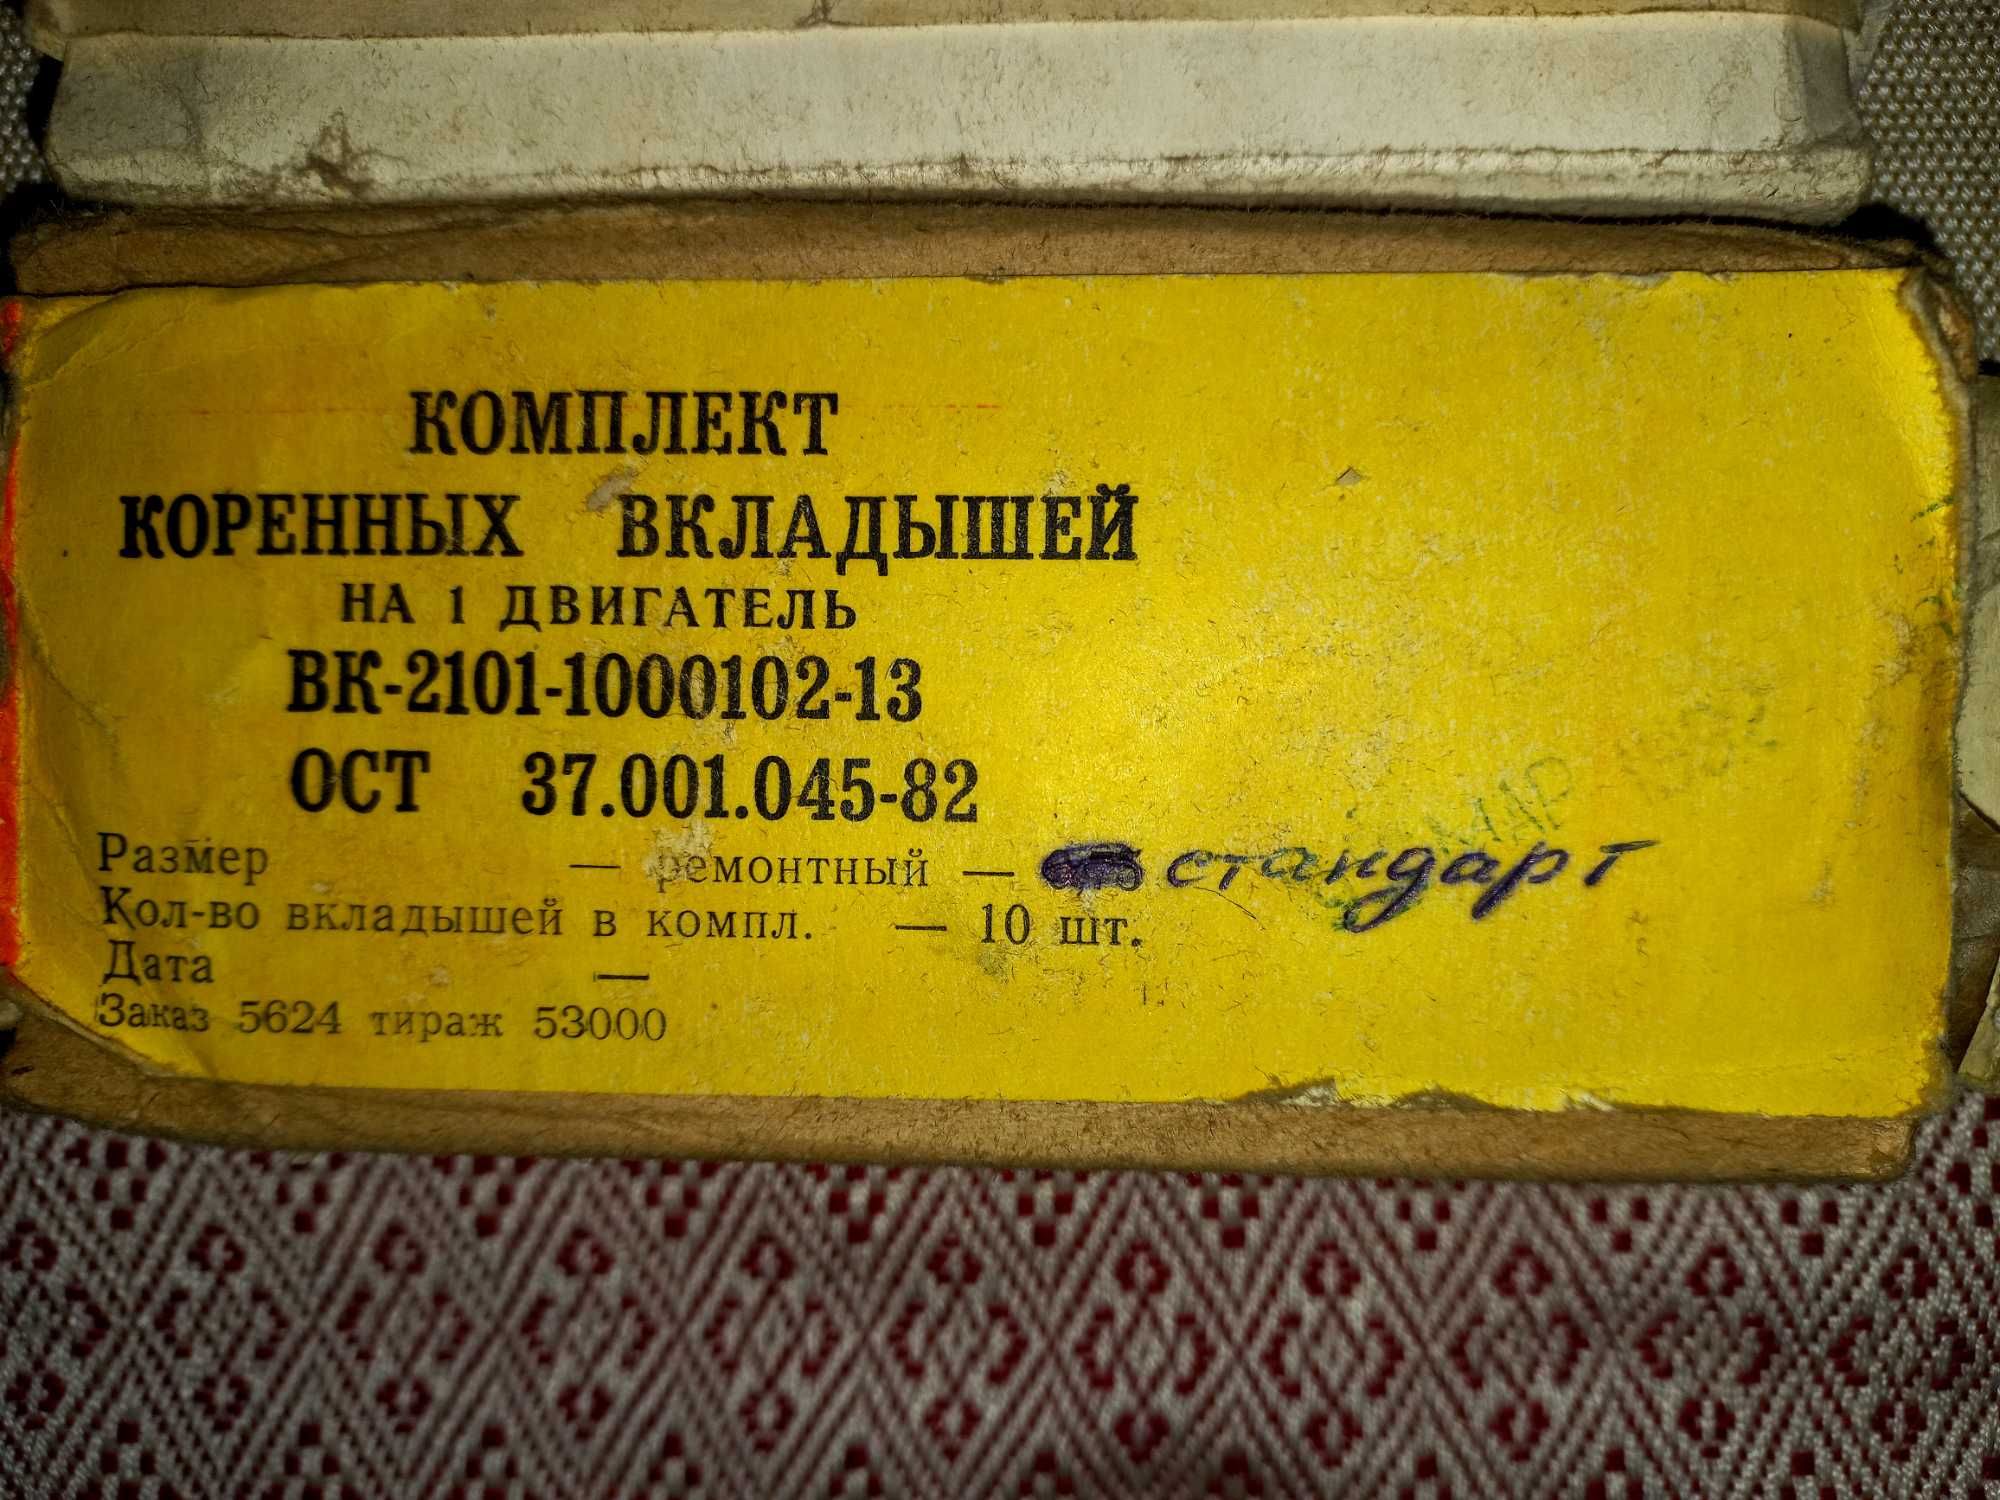 КОМПЛЕКТ
КОРЕННЫХ ВКЛАДЫШЕЙ
НА 1 ДВИГАТЕЛЬ
ВК-2101-1000102-13
ОСТ 37.001.045-82
Размер — ремонтный — стандарт
Кол-во вкладышей в компл. — 10 шт.
Дата —
Заказ 5624 тираж 53000